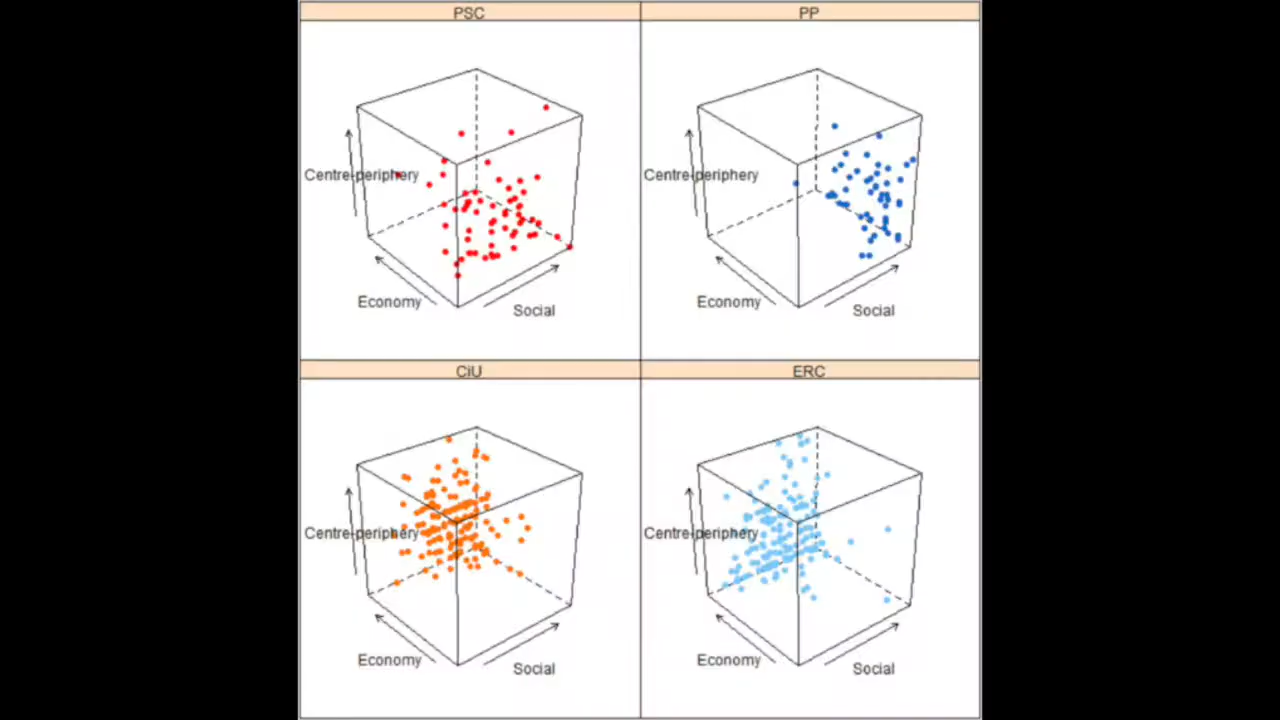 PSC
PP
Centre-periphery
Economy
Social
Centre-periphery
Economy
Social
CiU
ERC
Centre-periphery
Economy
Social
Centre-periphery
Economy
Social